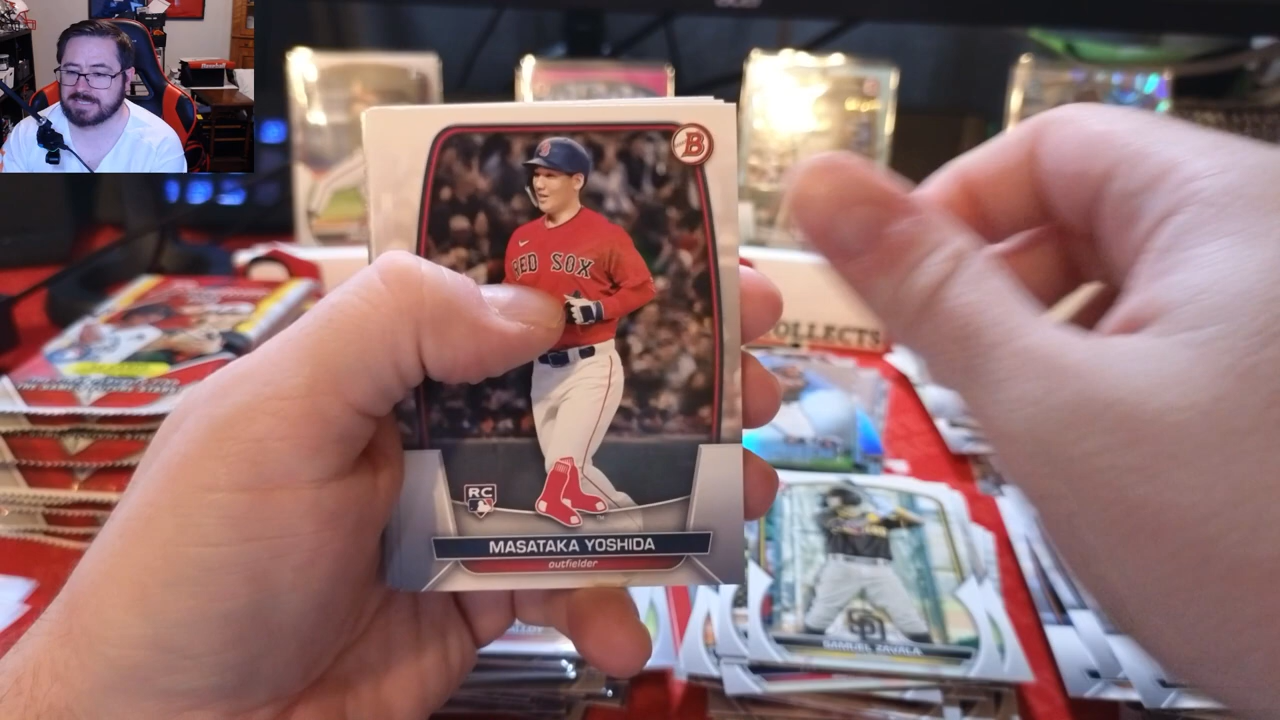 B
RED SOX
RC
MASATAKA YOSHIDA
outfielder
OLLECTS
SD
SAMUEL ZAVALA